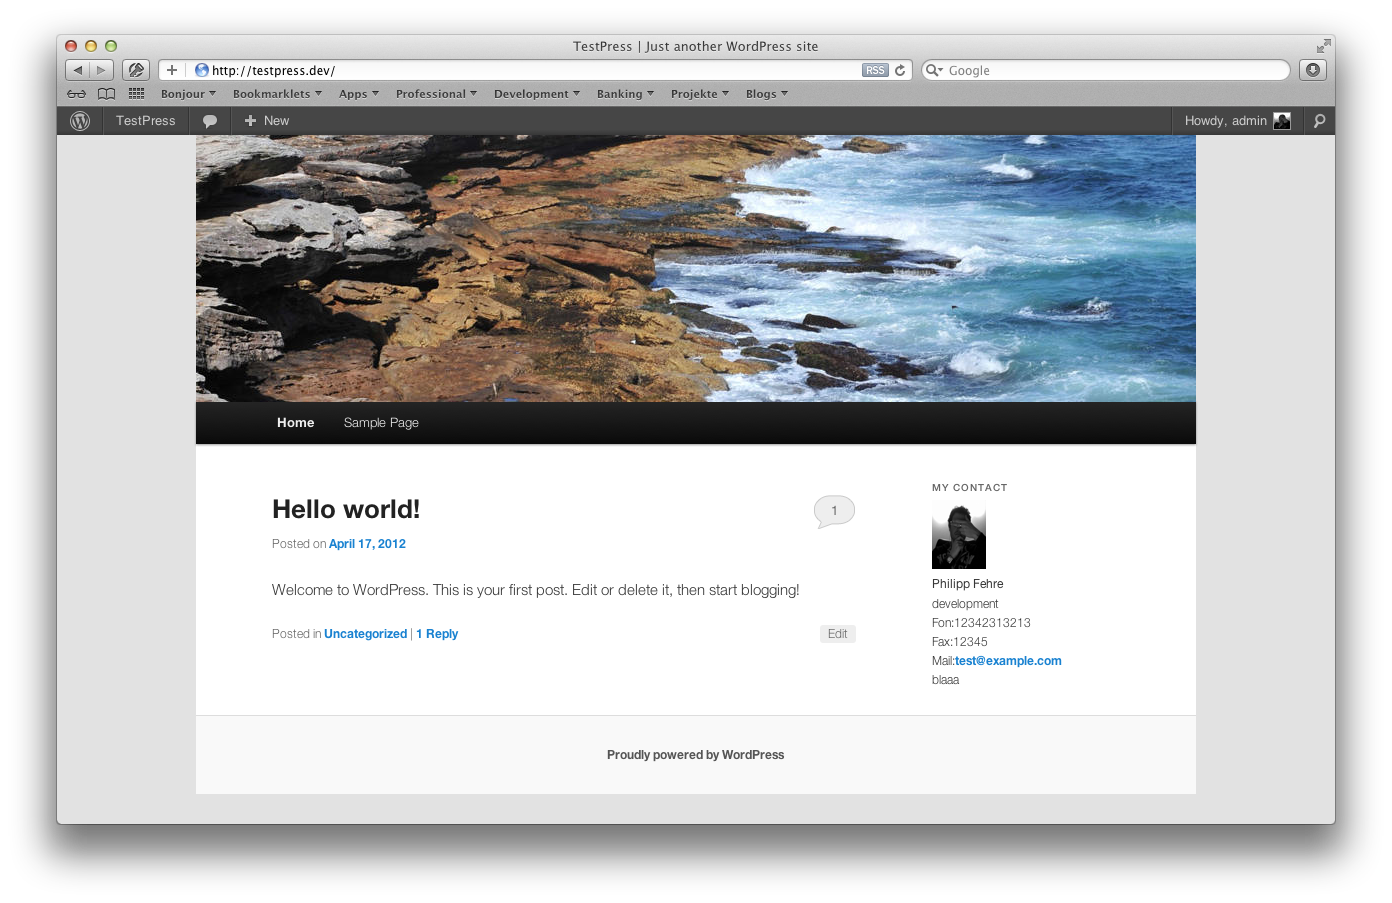 TestPress | Just another WordPress site
http://testpress.dev/ RSS Google
Bonjour Bookmarklets Apps Professional Development Banking Projekte Blogs
TestPress New Howdy, admin
Home Sample Page
MY CONTACT
Hello world! 1
Posted on April 17, 2012
Philipp Fehre
Welcome to WordPress. This is your first post. Edit or delete it, then start blogging!
development
Fon:12342313213
Posted in Uncategorized | 1 Reply Edit
Fax:12345
Mail:test@example.com
blaaa
Proudly powered by WordPress